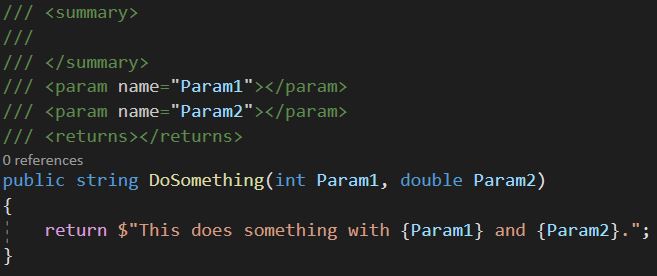 /// <summary>
///
/// </summary>
/// <param name="Param1"></param>
/// <param name="Param2"></param>
/// <returns></returns>
0 references
public string DoSomething(int Param1, double Param2)
{
    return $"This does something with {Param1} and {Param2}.";
}